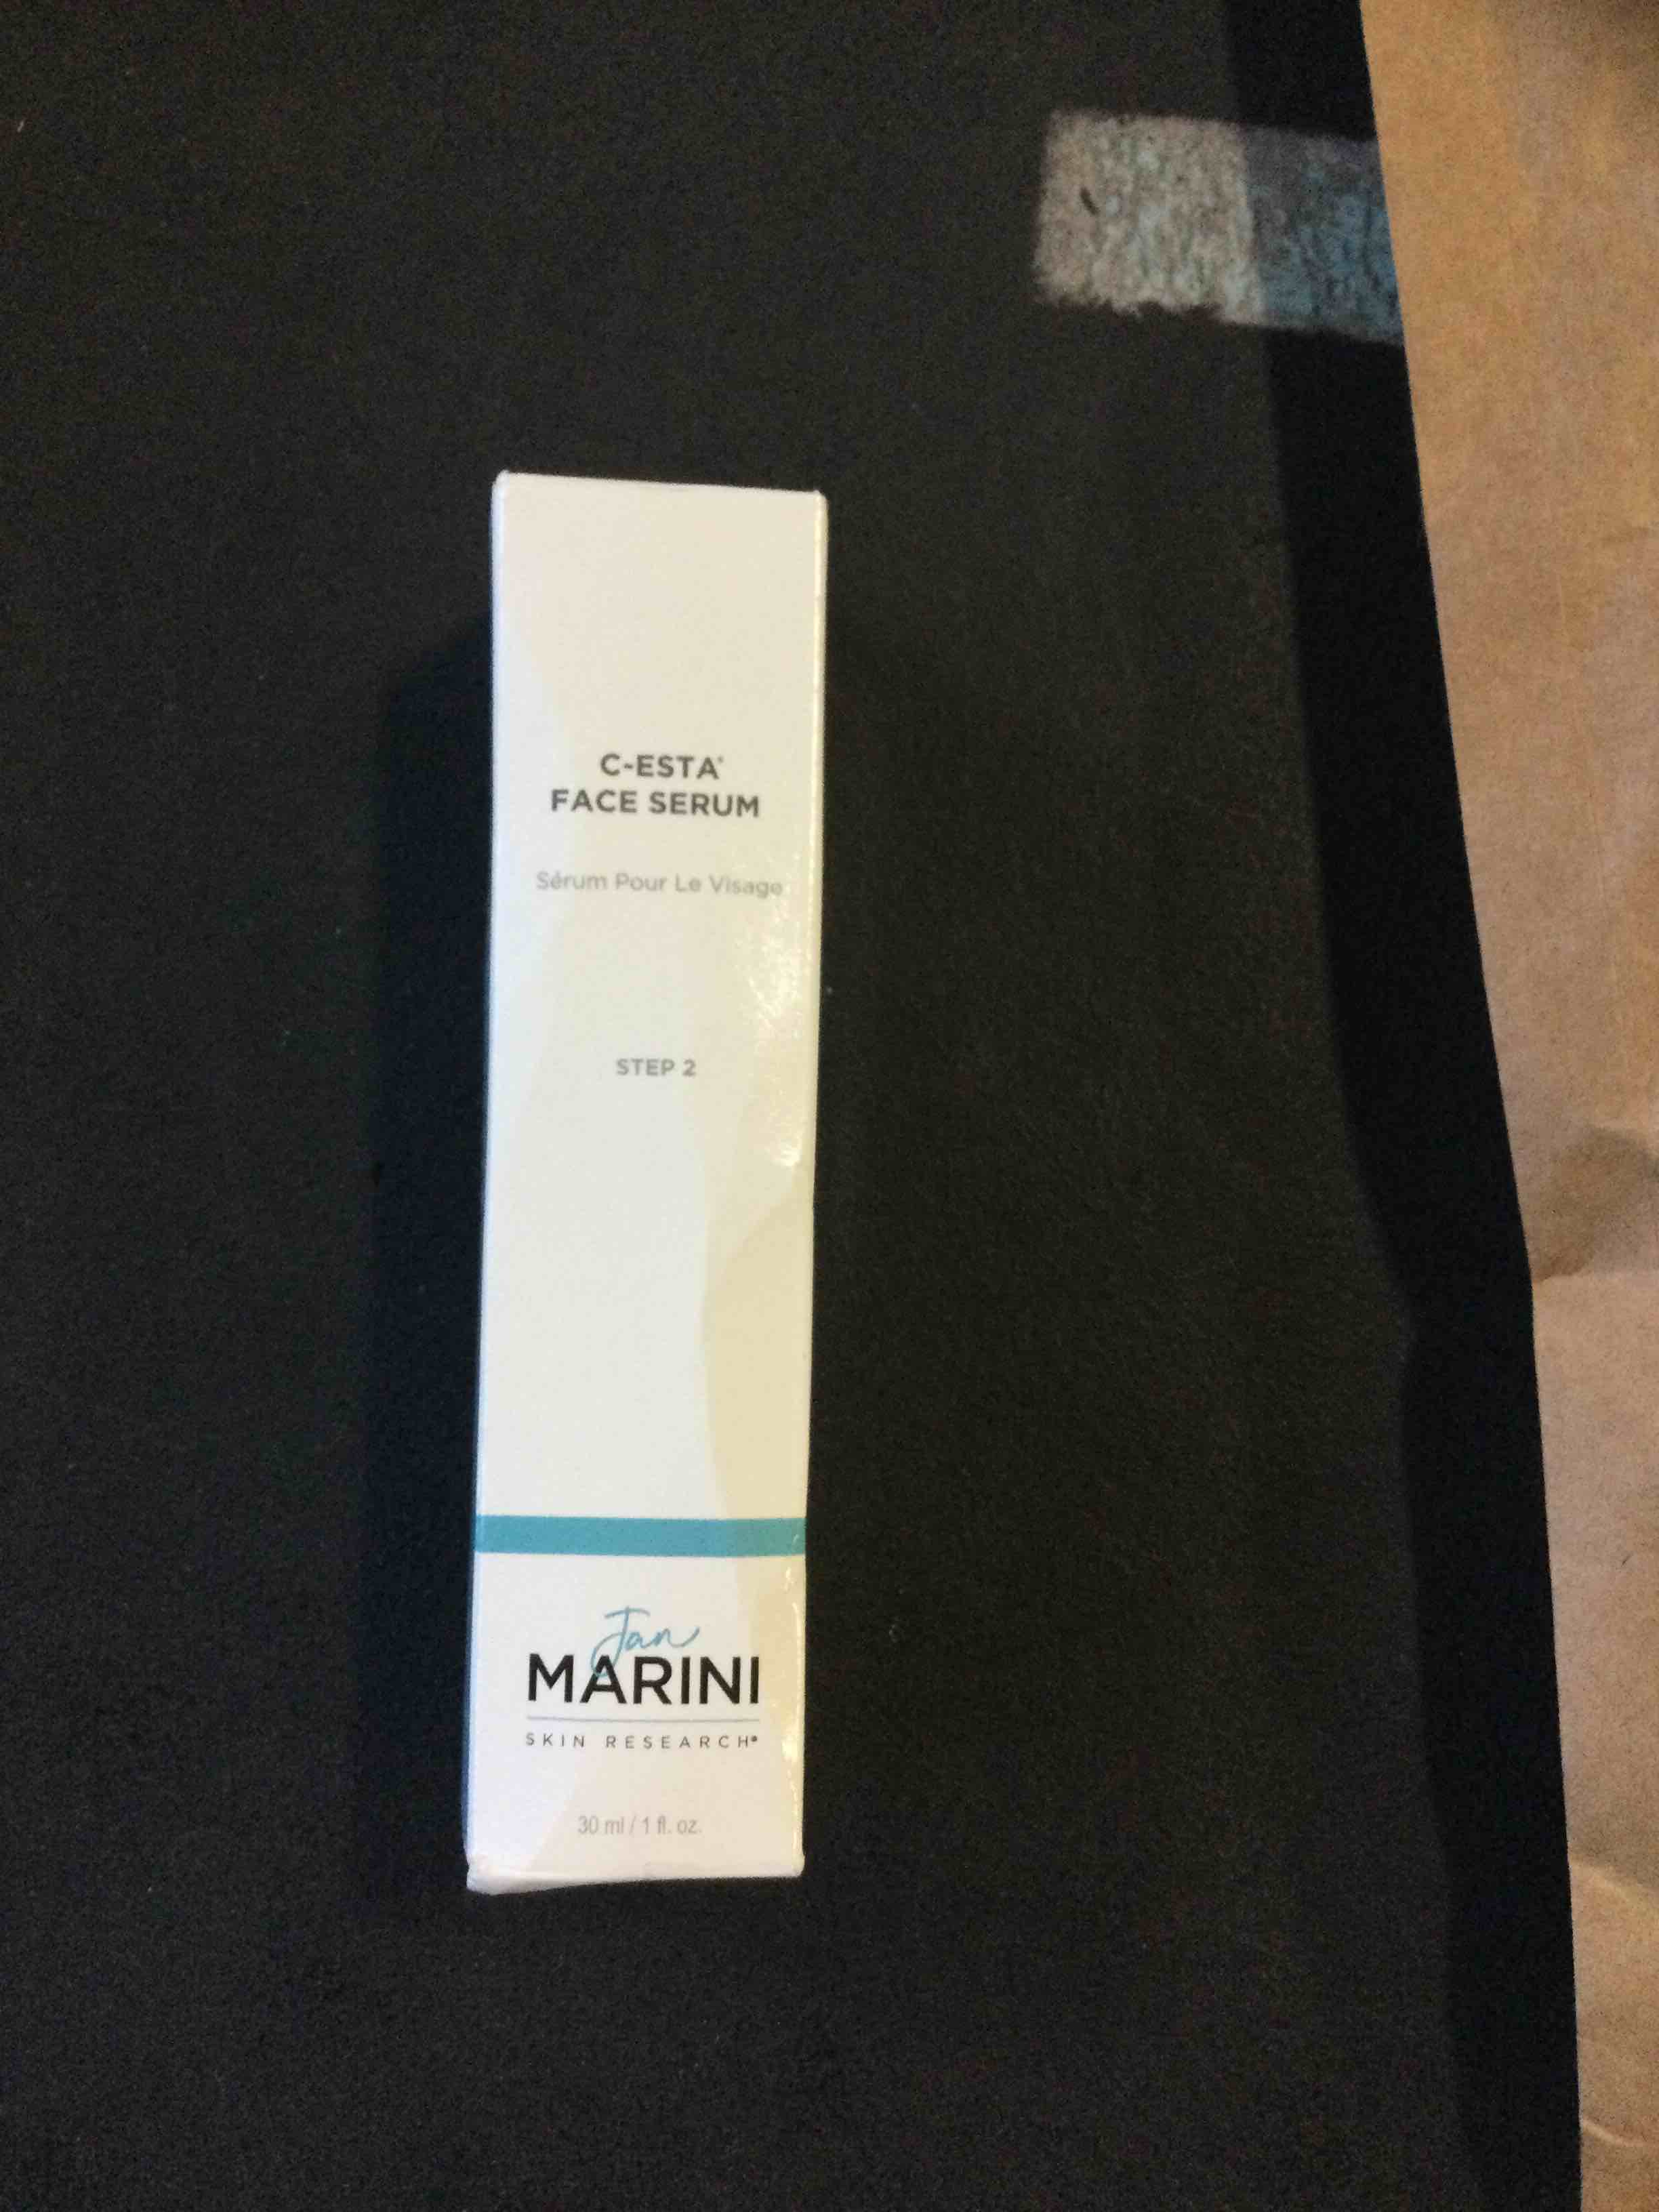 C-ESTA®
FACE SERUM
Sérum Pour Le Visage
STEP 2
Jan
MARINI
SKIN RESEARCH®
30 ml / 1 fl. oz.